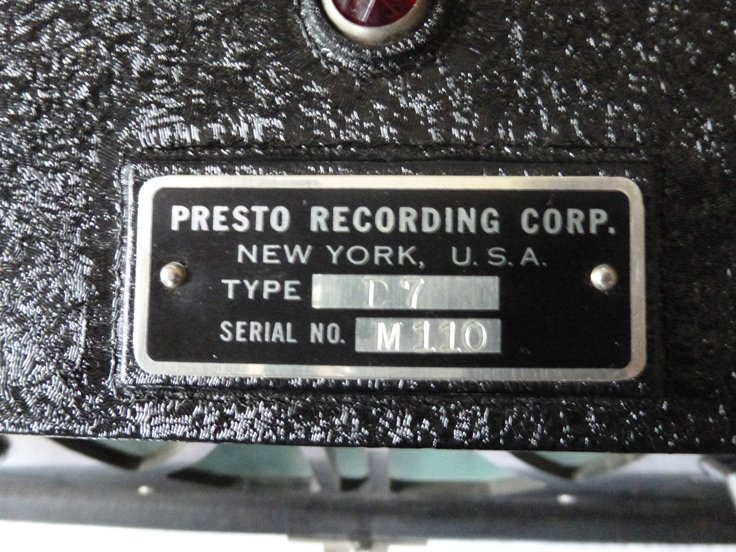 PRESTO RECORDING CORP.
NEW YORK, U.S.A.
TYPE D7
SERIAL NO. M110